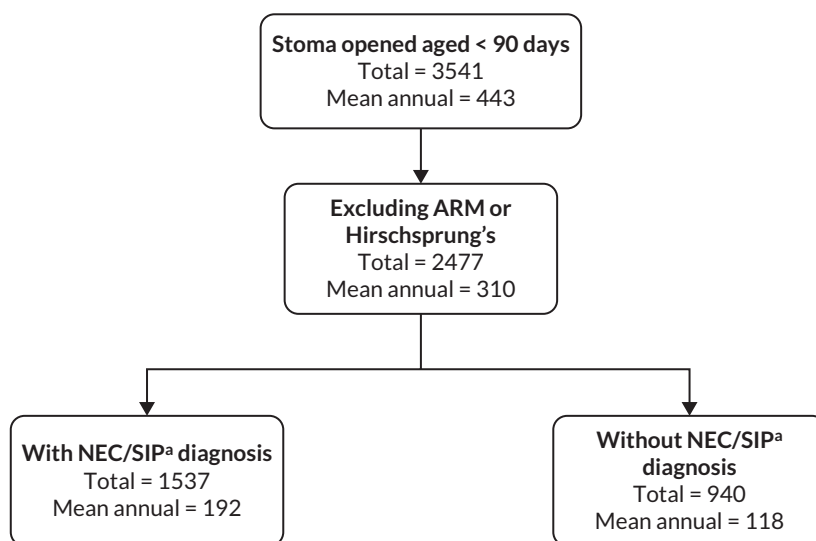 Stoma opened aged < 90 days
Total = 3541
Mean annual = 443
Excluding ARM or
Hirschsprung's
Total = 2477
Mean annual = 310
With NEC/SIPᵃ diagnosis
Total = 1537
Mean annual = 192
Without NEC/SIPᵃ
diagnosis
Total = 940
Mean annual = 118